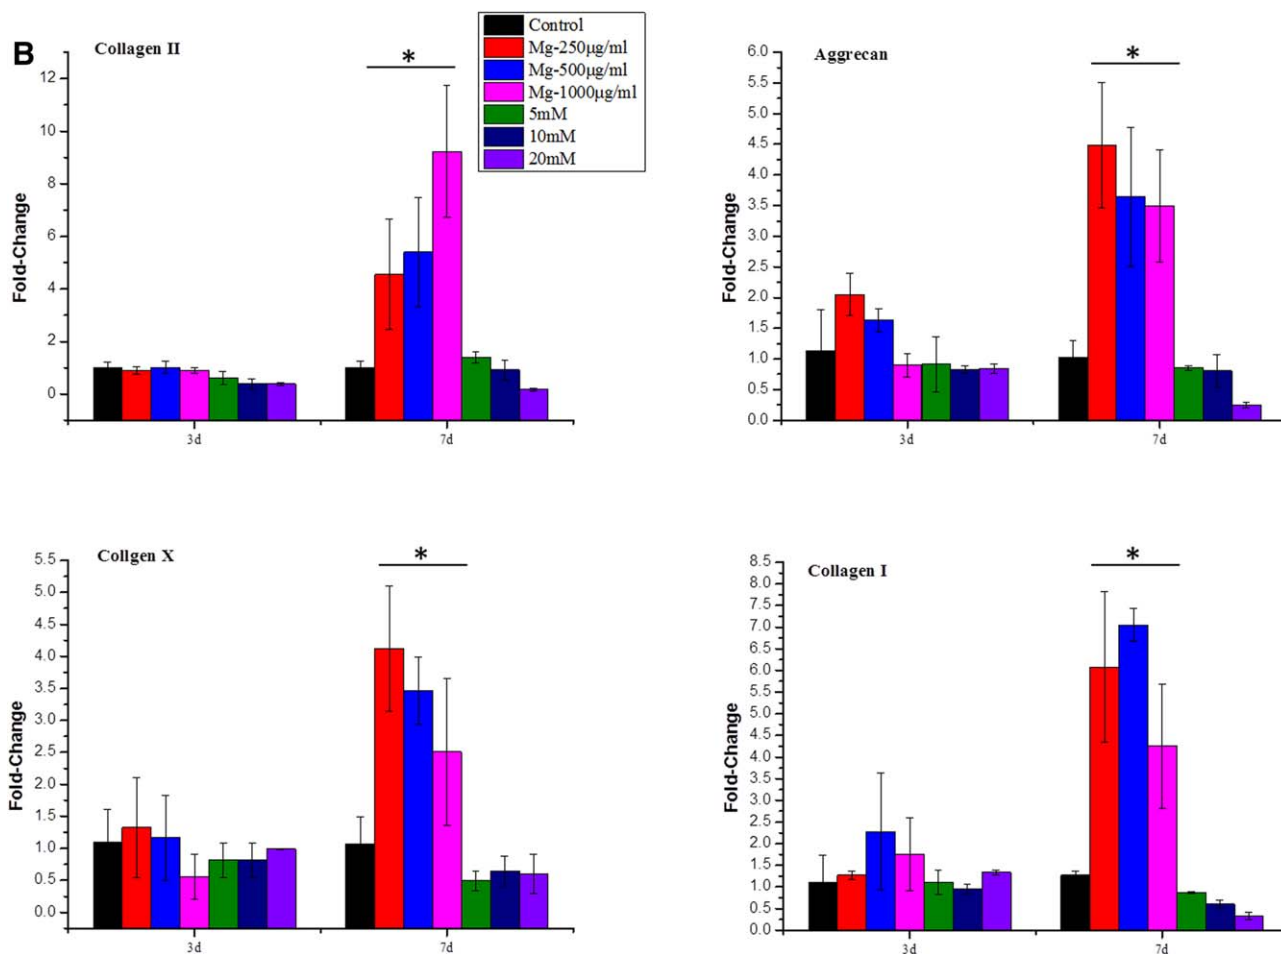 B
Collagen II
*
Control
Mg-250μg/ml
Mg-500μg/ml
Mg-1000μg/ml
5mM
10mM
20mM
Fold-Change
12
10
8
6
4
2
0
3d
7d
Aggrecan
*
Fold-Change
6.0
5.5
5.0
4.5
4.0
3.5
3.0
2.5
2.0
1.5
1.0
0.5
0.0
3d
7d
Collgen X
*
Fold-Change
5.5
5.0
4.5
4.0
3.5
3.0
2.5
2.0
1.5
1.0
0.5
0.0
3d
7d
Collagen I
*
Fold-Change
8.5
8.0
7.5
7.0
6.5
6.0
5.5
5.0
4.5
4.0
3.5
3.0
2.5
2.0
1.5
1.0
0.5
0.0
3d
7d